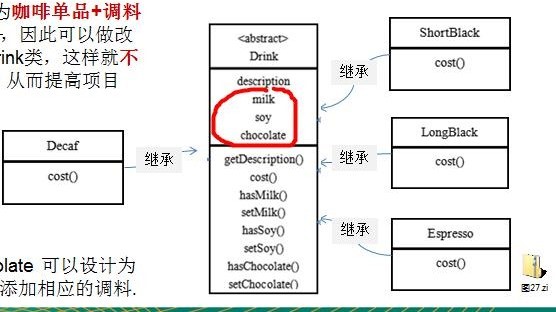 为咖啡单品+调料
，因此可以做改
rink类，这样就不
从而提高项目
<abstract>
Drink
description
milk
soy
chocolate
getDescription()
cost()
hasMilk()
setMilk()
hasSoy()
setSoy()
hasChocolate()
setChocolate()
Decaf
cost()
继承
继承
ShortBlack
cost()
继承
LongBlack
cost()
继承
Espresso
cost()
olate 可以设计为
添加相应的调料.
图27.zi